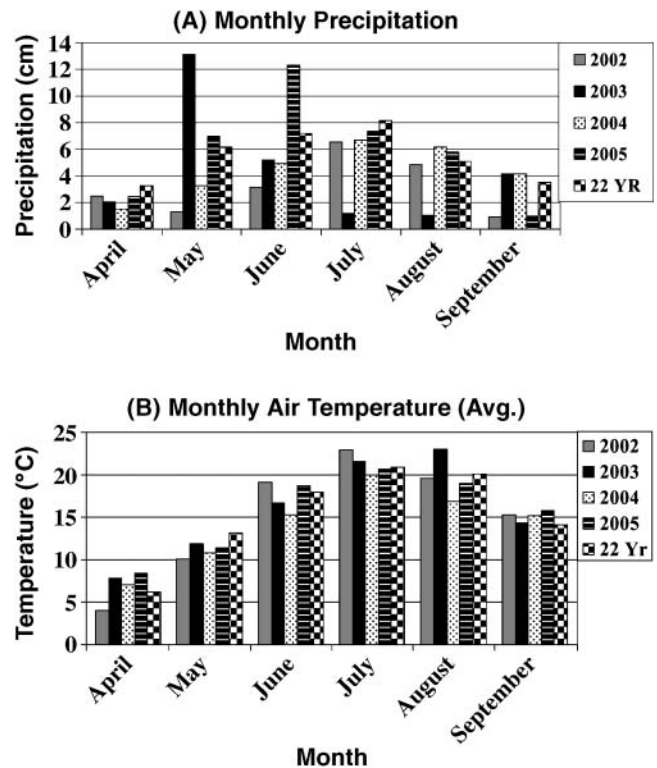 (A) Monthly Precipitation
Precipitation (cm)
14
12
10
8
6
4
2
0
April
May
June
July
August
September
Month
2002
2003
2004
2005
22 YR
(B) Monthly Air Temperature (Avg.)
Temperature (°C)
25
20
15
10
5
0
April
May
June
July
August
September
Month
2002
2003
2004
2005
22 Yr